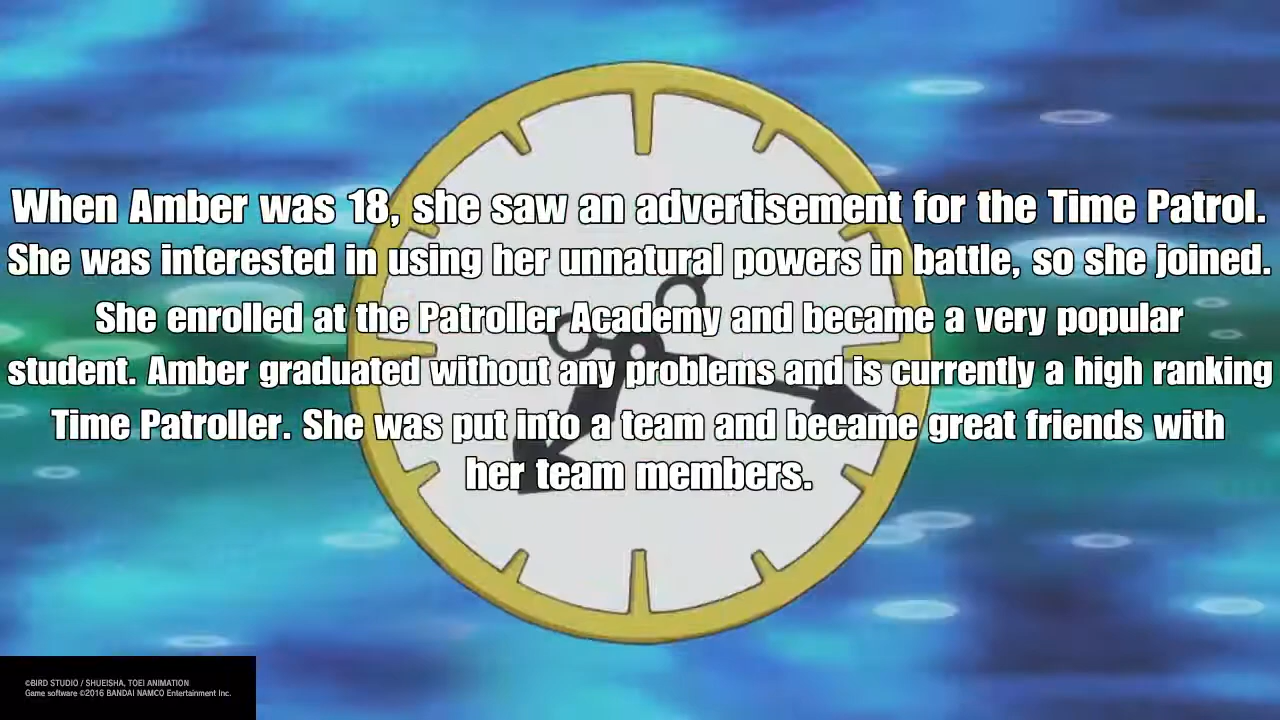 When Amber was 18, she saw an advertisement for the Time Patrol.
She was interested in using her unnatural powers in battle, so she joined.
She enrolled at the Patroller Academy and became a very popular
student. Amber graduated without any problems and is currently a high ranking
Time Patroller. She was put into a team and became great friends with
her team members.
©BIRD STUDIO / SHUEISHA, TOEI ANIMATION
Game software ©2016 BANDAI NAMCO Entertainment Inc.